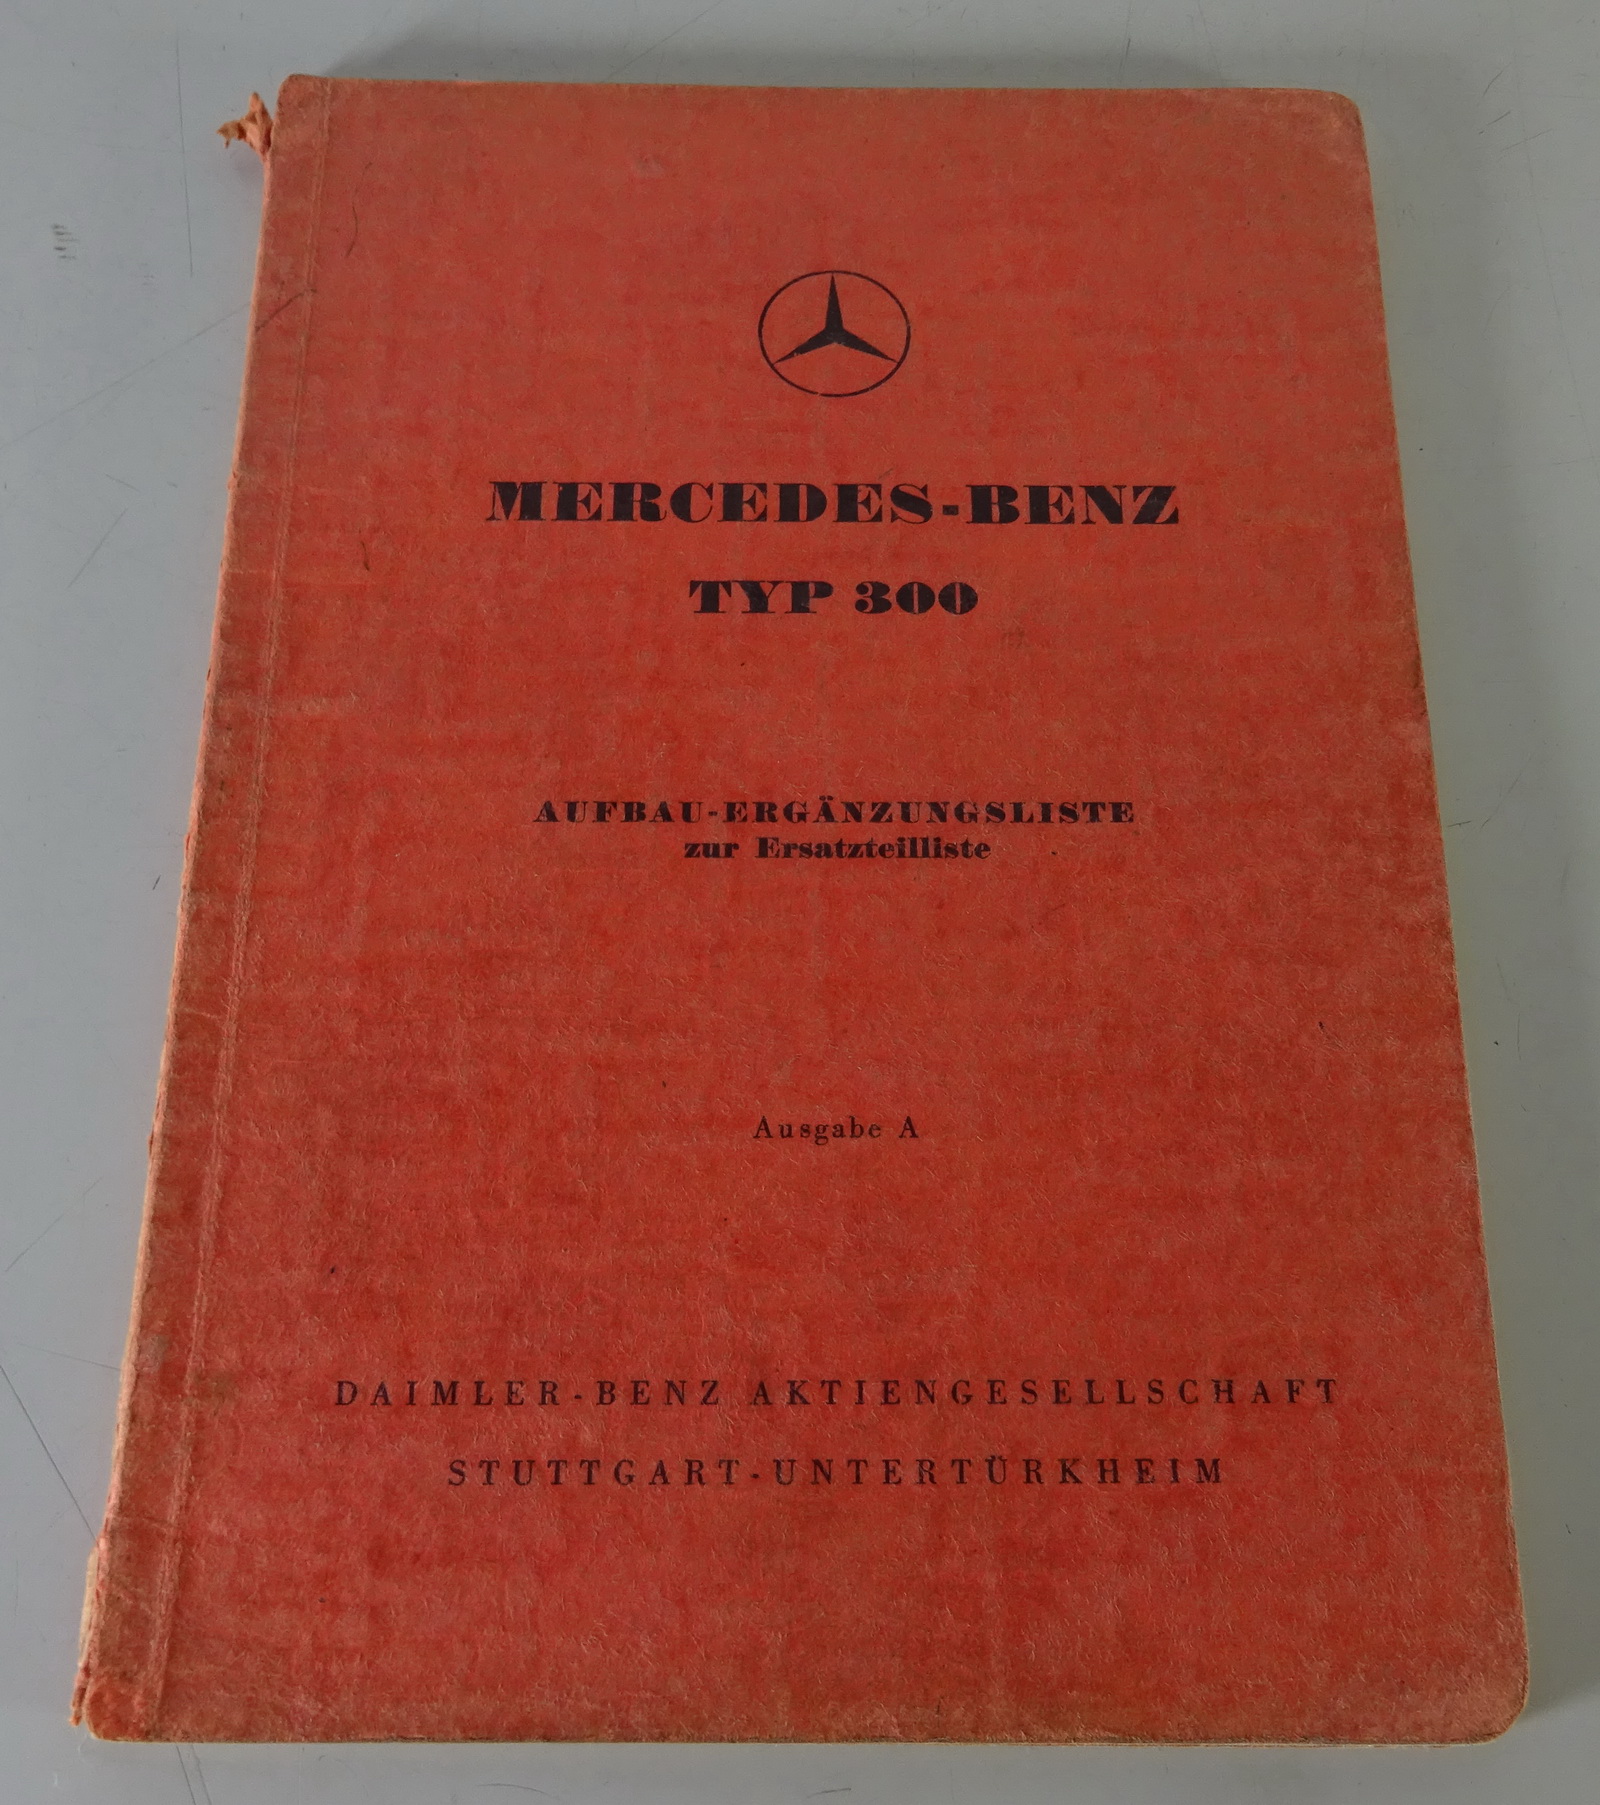 MERCEDES-BENZ
TYP 300
AUFBAU-ERGÄNZUNGSLISTE
zur Ersatzteilliste
Ausgabe A
DAIMLER-BENZ AKTIENGESELLSCHAFT
STUTTGART-UNTERTÜRKHEIM